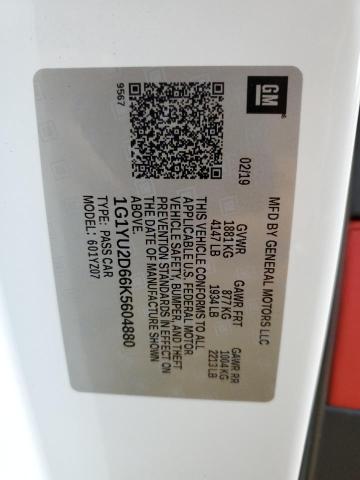 GM
MFD BY GENERAL MOTORS LLC
02/19 GVWR GAWR FRT GAWR RR
1881 KG 877 KG 1004 KG
4147 LB 1934 LB 2213 LB
THIS VEHICLE CONFORMS TO ALL
APPLICABLE U.S. FEDERAL MOTOR
VEHICLE SAFETY, BUMPER, AND THEFT
PREVENTION STANDARDS IN EFFECT ON
THE DATE OF MANUFACTURE SHOWN
ABOVE.
1G1YU2D66K5604880
TYPE: PASS CAR
MODEL: 601YZ07
9567